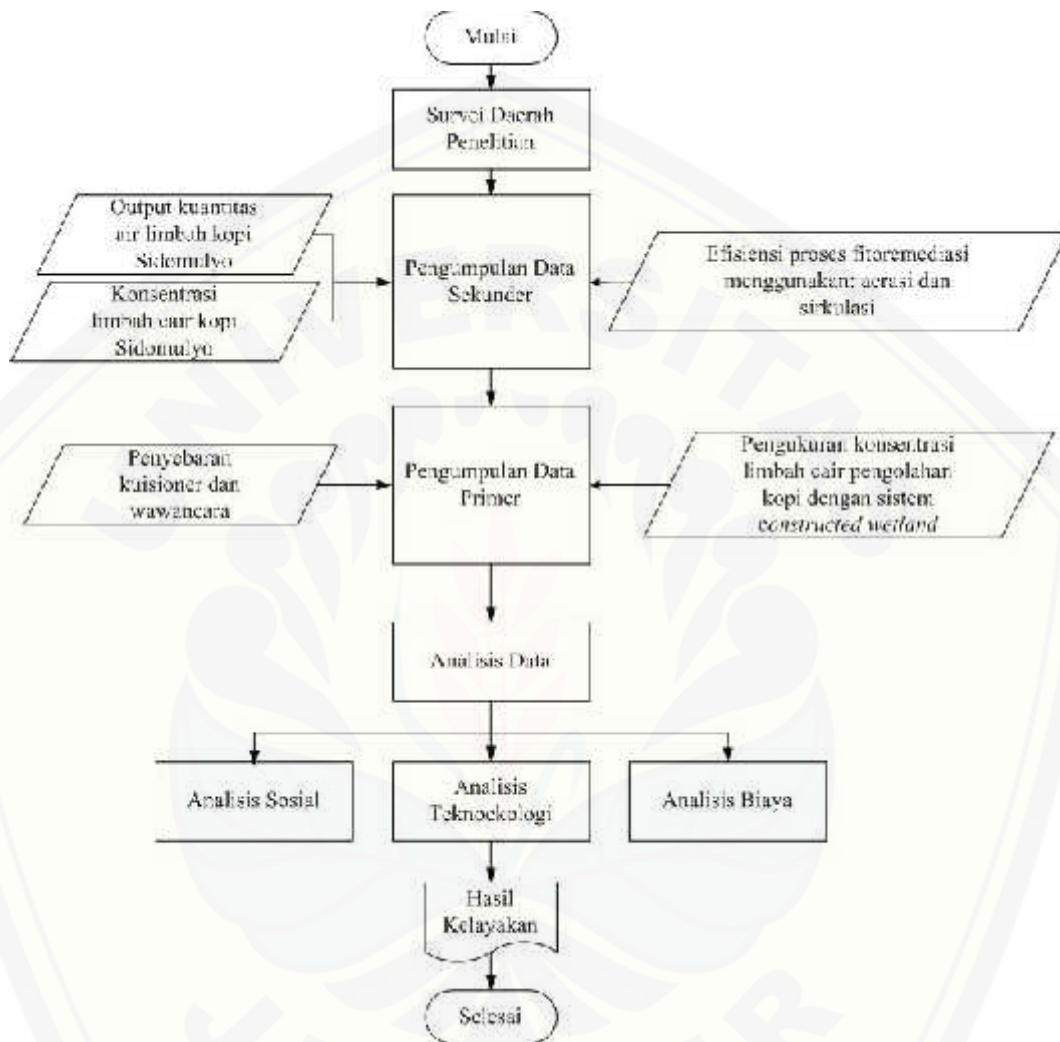 Mulai
Survei Daerah
Penelitian
Output kuantitas
air limbah kopi
Sidomulyo
Konsentrasi
limbah cair kopi
Sidomulyo
Pengumpulan Data
Sekunder
Efisiensi proses fitoremediasi
menggunakan: aerasi dan
sirkulasi
Penyebaran
kuisioner dan
wawancara
Pengumpulan Data
Primer
Pengukuran konsentrasi
limbah cair pengolahan
kopi dengan sistem
constructed wetland
Analisis Data
Analisis Sosial
Analisis
Teknoekologi
Analisis Biaya
Hasil
Kelayakan
Selesai
UNIVERSITA